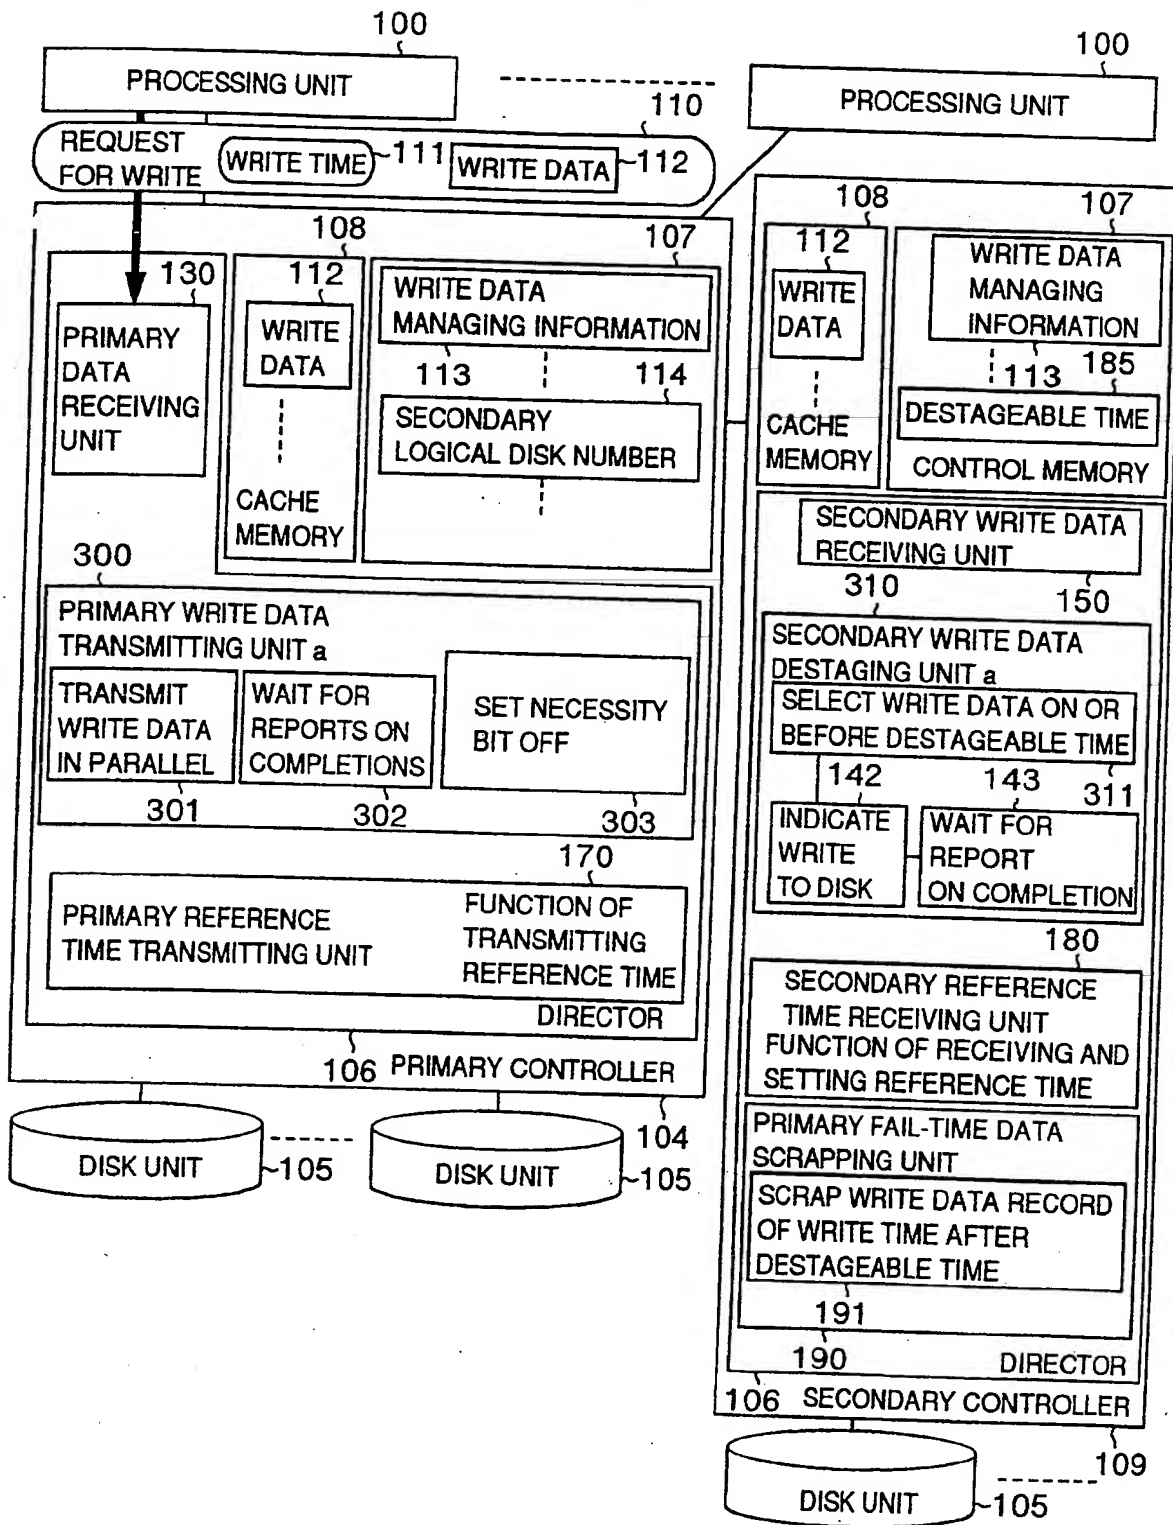 100
PROCESSING UNIT
100
PROCESSING UNIT
110
REQUEST
FOR WRITE
WRITE TIME
111
WRITE DATA
112
108
107
130
PRIMARY
DATA
RECEIVING
UNIT
112
WRITE
DATA
CACHE
MEMORY
WRITE DATA
MANAGING INFORMATION
113
114
SECONDARY
LOGICAL DISK NUMBER
300
PRIMARY WRITE DATA
TRANSMITTING UNIT a
TRANSMIT
WRITE DATA
IN PARALLEL
301
WAIT FOR
REPORTS ON
COMPLETIONS
302
SET NECESSITY
BIT OFF
303
170
PRIMARY REFERENCE
TIME TRANSMITTING UNIT
FUNCTION OF
TRANSMITTING
REFERENCE TIME
DIRECTOR
106
PRIMARY CONTROLLER
104
DISK UNIT
105
DISK UNIT
105
108
107
112
WRITE
DATA
CACHE
MEMORY
WRITE DATA
MANAGING
INFORMATION
113
185
DESTAGEABLE TIME
CONTROL MEMORY
SECONDARY WRITE DATA
RECEIVING UNIT
150
310
SECONDARY WRITE DATA
DESTAGING UNIT a
SELECT WRITE DATA ON OR
BEFORE DESTAGEABLE TIME
311
142
143
INDICATE
WRITE
TO DISK
WAIT FOR
REPORT
ON COMPLETION
180
SECONDARY REFERENCE
TIME RECEIVING UNIT
FUNCTION OF RECEIVING AND
SETTING REFERENCE TIME
PRIMARY FAIL-TIME DATA
SCRAPPING UNIT
SCRAP WRITE DATA RECORD
OF WRITE TIME AFTER
DESTAGEABLE TIME
191
190
DIRECTOR
106
SECONDARY CONTROLLER
109
DISK UNIT
105